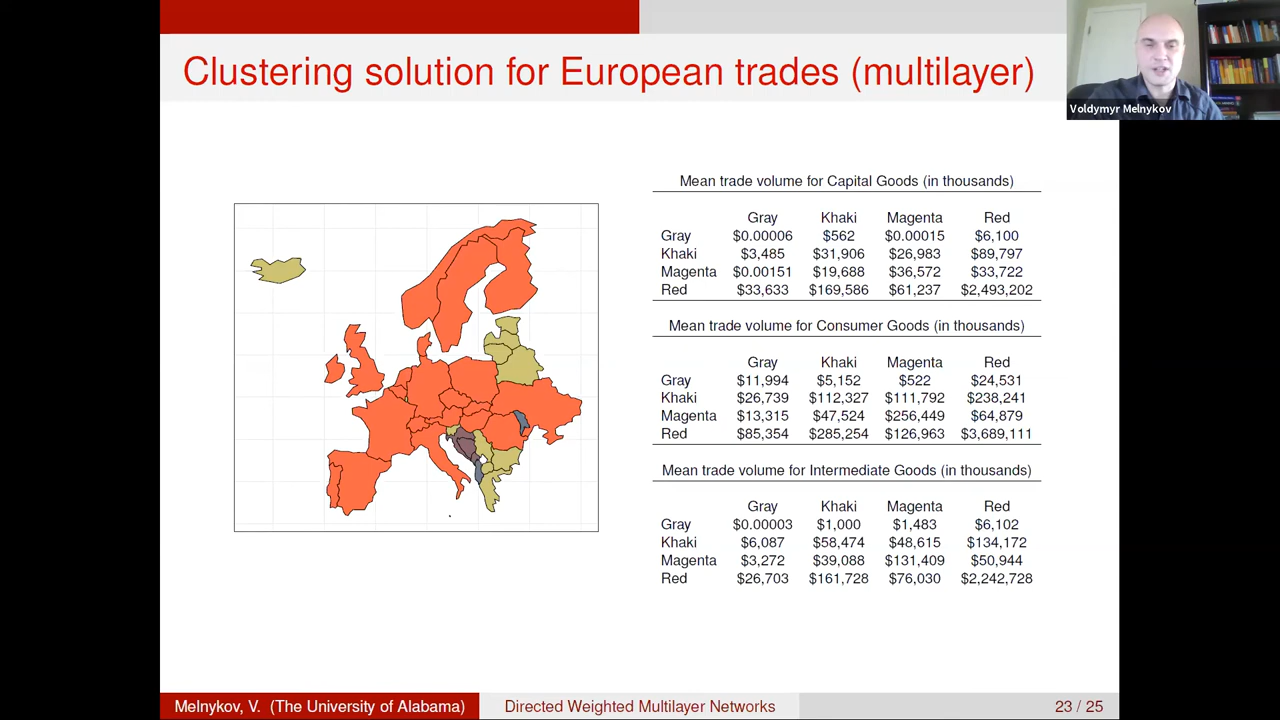 Clustering solution for European trades (multilayer)
Voldymyr Melnykov
Mean trade volume for Capital Goods (in thousands)
Gray Khaki Magenta Red
Gray $0.00006 $562 $0.00015 $6,100
Khaki $3,485 $31,906 $26,983 $89,797
Magenta $0.00151 $19,688 $36,572 $33,722
Red $33,633 $169,586 $61,237 $2,493,202
Mean trade volume for Consumer Goods (in thousands)
Gray Khaki Magenta Red
Gray $11,994 $5,152 $522 $24,531
Khaki $26,739 $112,327 $111,792 $238,241
Magenta $13,315 $47,524 $256,449 $64,879
Red $85,354 $285,254 $126,963 $3,689,111
Mean trade volume for Intermediate Goods (in thousands)
Gray Khaki Magenta Red
Gray $0.00003 $1,000 $1,483 $6,102
Khaki $6,087 $58,474 $48,615 $134,172
Magenta $3,272 $39,088 $131,409 $50,944
Red $26,703 $161,728 $76,030 $2,242,728
Melnykov, V. (The University of Alabama) Directed Weighted Multilayer Networks 23 / 25